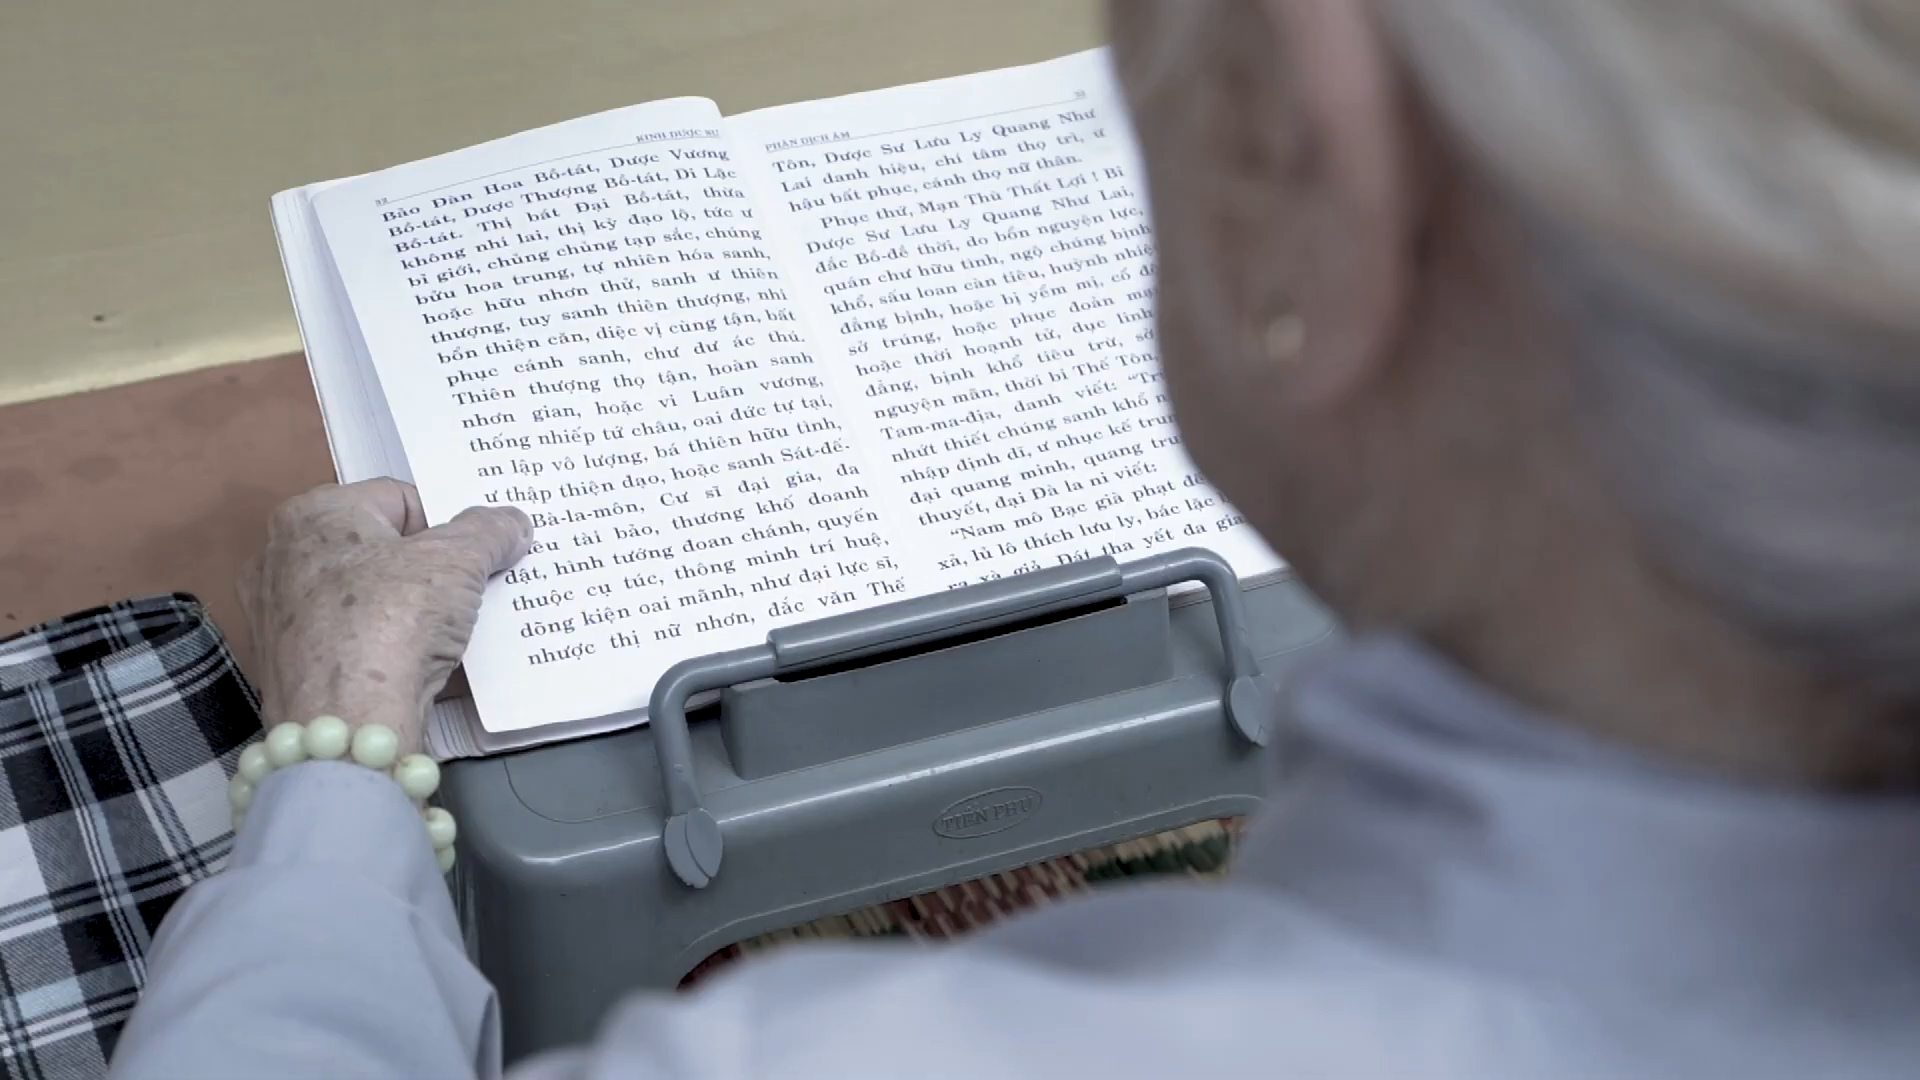 KINH DƯỢC SƯ
Bảo Đàn Hoa Bồ-tát, Dược Vương
Bồ-tát, Dược Thượng Bồ-tát, Di Lặc
Bồ-tát. Thị bát Đại Bồ-tát, thừa
không nhi lai, thị kỳ đạo lộ, tức ư
bỉ giới, chủng chủng tạp sắc, chúng
bửu hoa trung, tự nhiên hóa sanh,
hoặc hữu nhơn thử, sanh ư thiên
thượng, tuy sanh thiên thượng, nhi
bổn thiện căn, diệc vị cùng tận, bất
phục cánh sanh, chư dư ác thú.
Thiên thượng thọ tận, hoàn sanh
nhơn gian, hoặc vi Luân vương,
thống nhiếp tứ châu, oai đức tự tại,
an lập vô lượng, bá thiên hữu tình,
ư thập thiện đạo, hoặc sanh Sát-đế-
Bà-la-môn, Cư sĩ đại gia, đa
tài bảo, thương khố doanh
dật, hình tướng đoan chánh, quyến
thuộc cụ túc, thông minh trí huệ,
dõng kiện oai mãnh, như đại lực sĩ,
nhược thị nữ nhơn, đắc văn Thế
PHẦN DỊCH ÂM
Tôn, Dược Sư Lưu Ly Quang Như
Lai danh hiệu, chí tâm thọ trì, ư
hậu bất phục, cánh thọ nữ thân.
Phục thứ, Mạn Thù Thất Lợi ! Bỉ
Dược Sư Lưu Ly Quang Như Lai,
đắc Bồ-đề thời, do bổn nguyện lực,
quán chư hữu tình, ngộ chúng bịnh
khổ, sấu loan càn tiêu, huỳnh
đẳng bịnh, hoặc bị yểm mị, cổ
sở trúng, hoặc phục đoản
hoặc thời hoạnh tử, dục linh
đẳng, bịnh khổ tiêu trừ, sở
nguyện mãn, thời bỉ Thế Tôn,
Tam-ma-địa, danh viết:
nhứt thiết chúng sanh khổ
nhập định dĩ, ư nhục kế
đại quang minh, quang
thuyết, đại Đà la ni viết:
“Nam mô Bạc già phạt
xả, lũ lô thích lưu ly, bác lặc
ra xà giả. Đát tha yết đa
TIẾN PHÚ